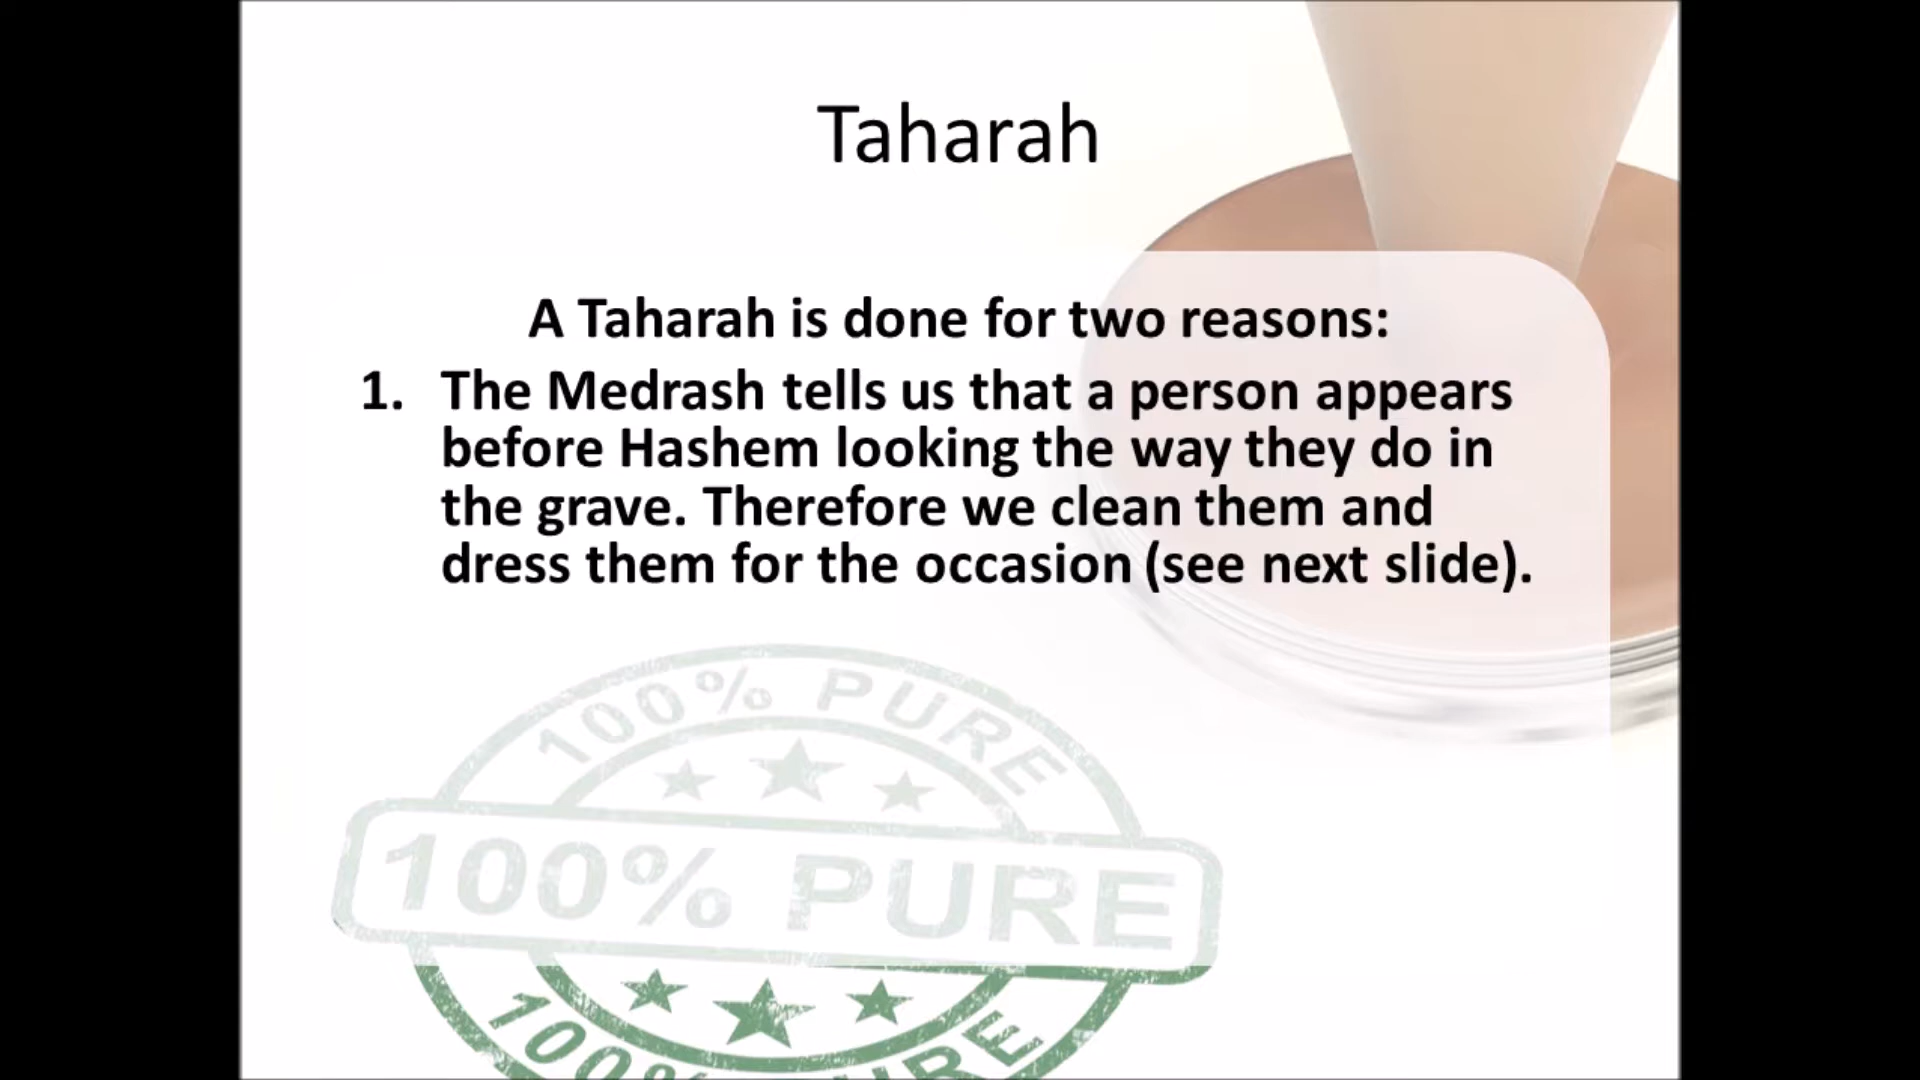 Taharah
A Taharah is done for two reasons:
1. The Medrash tells us that a person appears
before Hashem looking the way they do in
the grave. Therefore we clean them and
dress them for the occasion (see next slide).
100% PURE
100% PURE
100% PURE